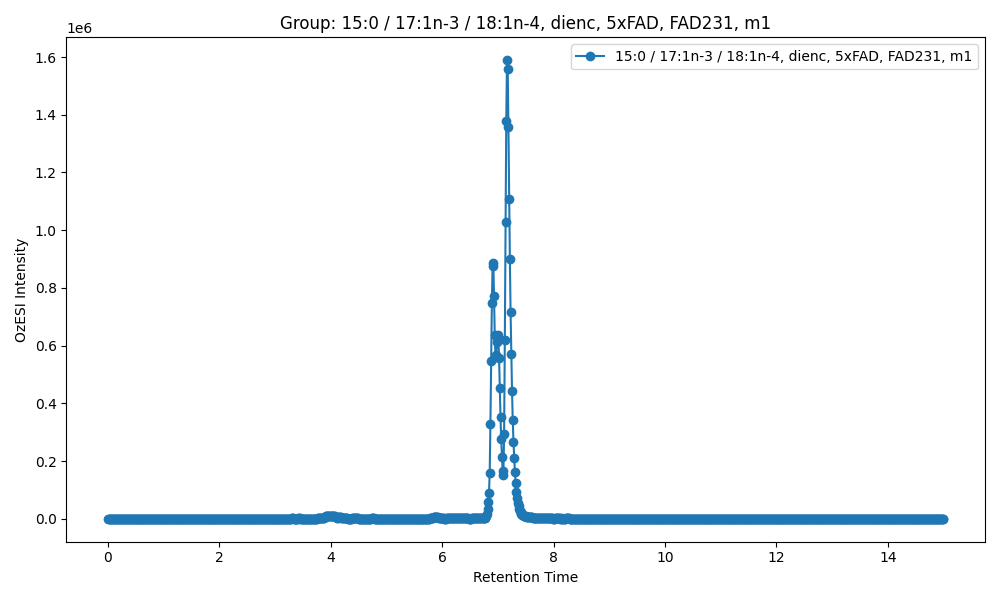 Group: 15:0 / 17:1n-3 / 18:1n-4, dienc, 5xFAD, FAD231, m1
1e6
15:0 / 17:1n-3 / 18:1n-4, dienc, 5xFAD, FAD231, m1
1.6
1.4
1.2
1.0
0.8
0.6
0.4
0.2
0.0
OzESI Intensity
0 2 4 6 8 10 12 14
Retention Time